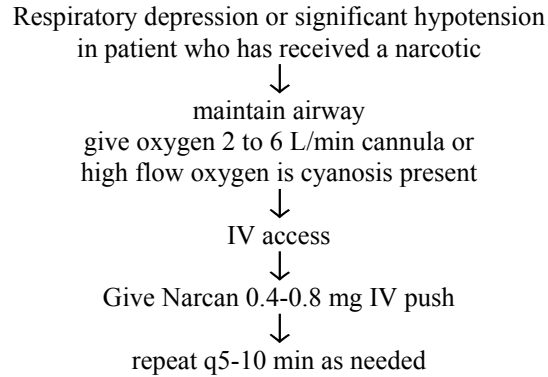 Respiratory depression or significant hypotension
in patient who has received a narcotic
maintain airway
give oxygen 2 to 6 L/min cannula or
high flow oxygen is cyanosis present
IV access
Give Narcan 0.4-0.8 mg IV push
repeat q5-10 min as needed